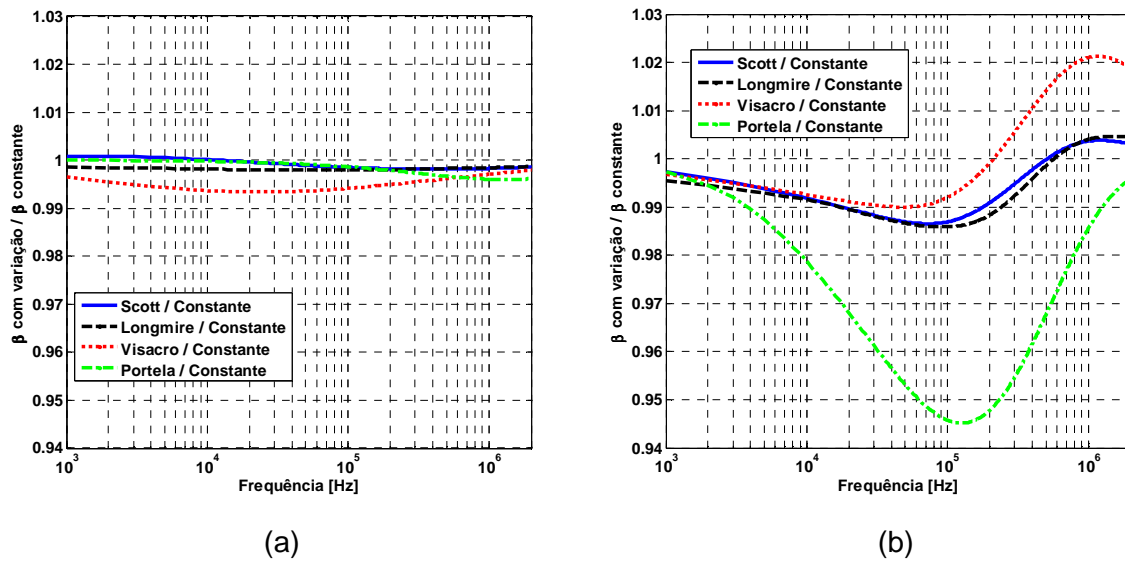 1.03
1.02
1.01
1
0.99
0.98
0.97
0.96
0.95
0.94
β com variação / β constante
10^3
10^4
10^5
10^6
Frequência [Hz]
Scott / Constante
Longmire / Constante
Visacro / Constante
Portela / Constante
(a)
1.03
1.02
1.01
1
0.99
0.98
0.97
0.96
0.95
0.94
β com variação / β constante
10^3
10^4
10^5
10^6
Frequência [Hz]
Scott / Constante
Longmire / Constante
Visacro / Constante
Portela / Constante
(b)